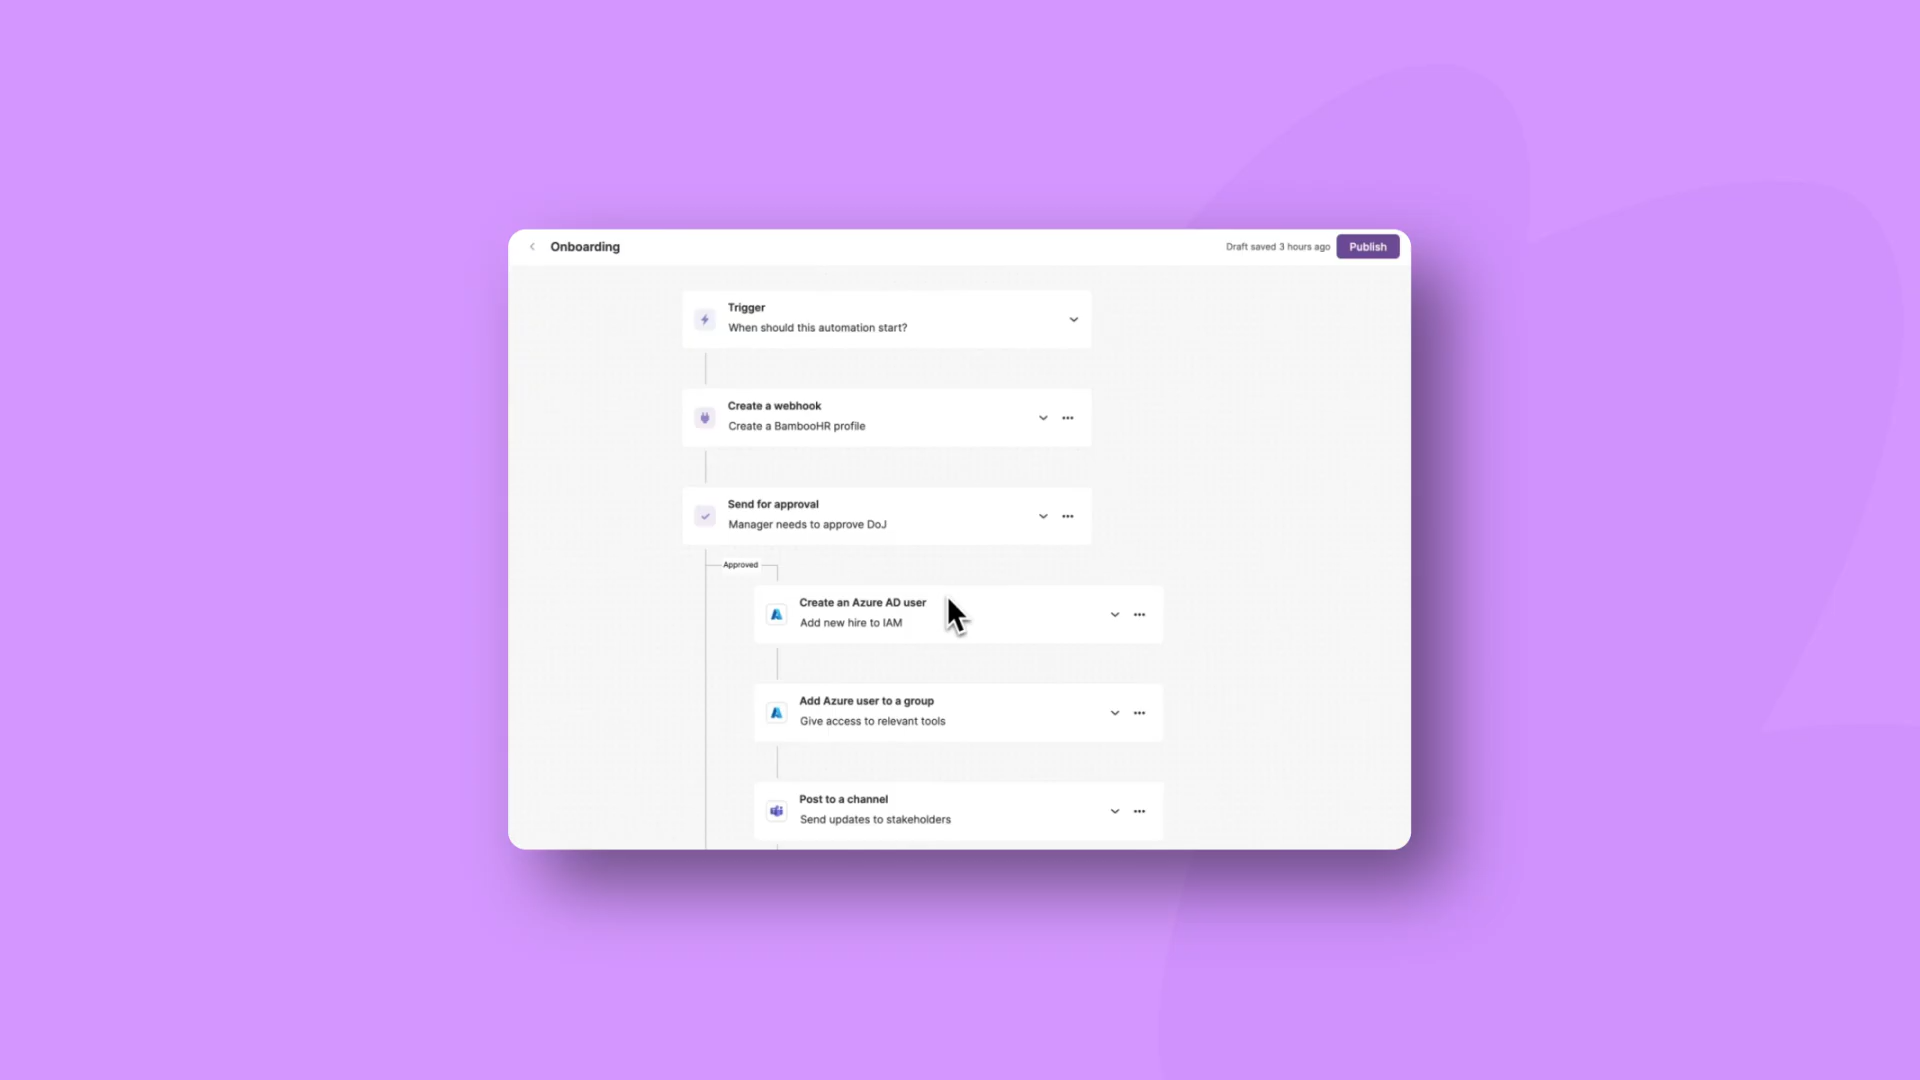 Onboarding
Draft saved 3 hours ago
Publish
Trigger
When should this automation start?
Create a webhook
Create a BambooHR profile
Send for approval
Manager needs to approve DoJ
Approved
Create an Azure AD user
Add new hire to IAM
Add Azure user to a group
Give access to relevant tools
Post to a channel
Send updates to stakeholders